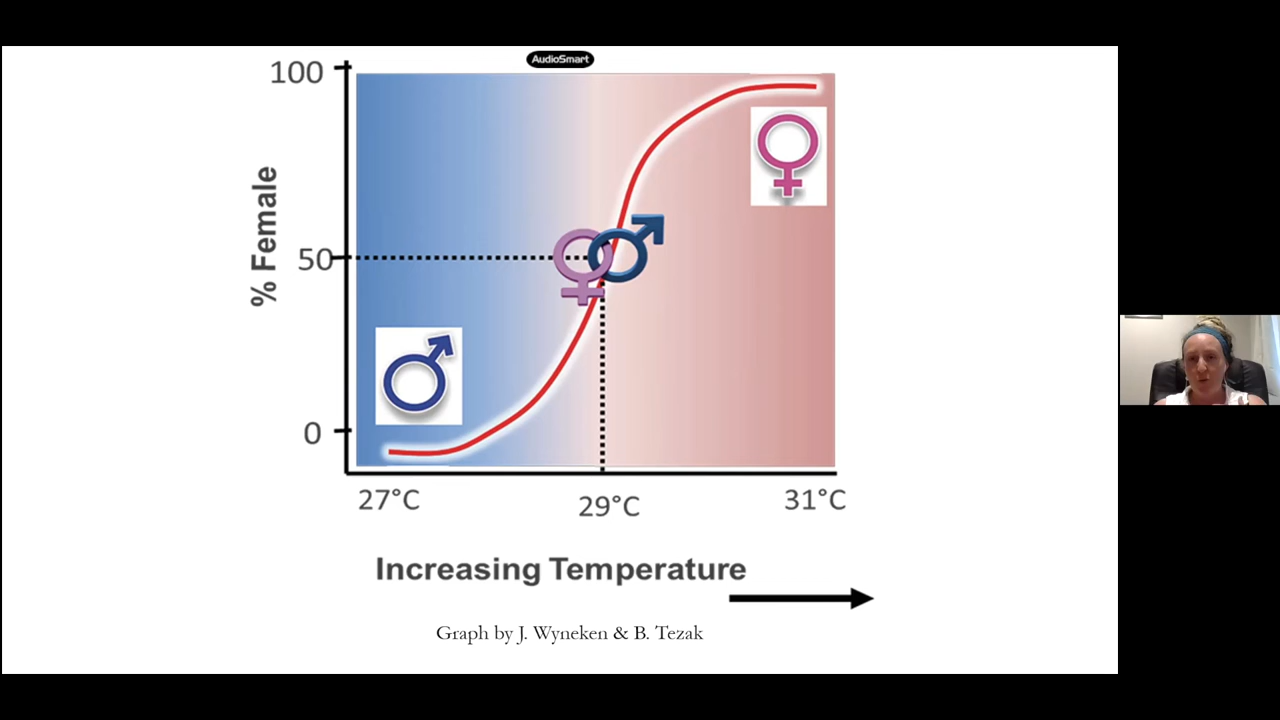 AudioSmart
100
% Female
50
0
27°C
29°C
31°C
Increasing Temperature
Graph by J. Wyneken & B. Tezak